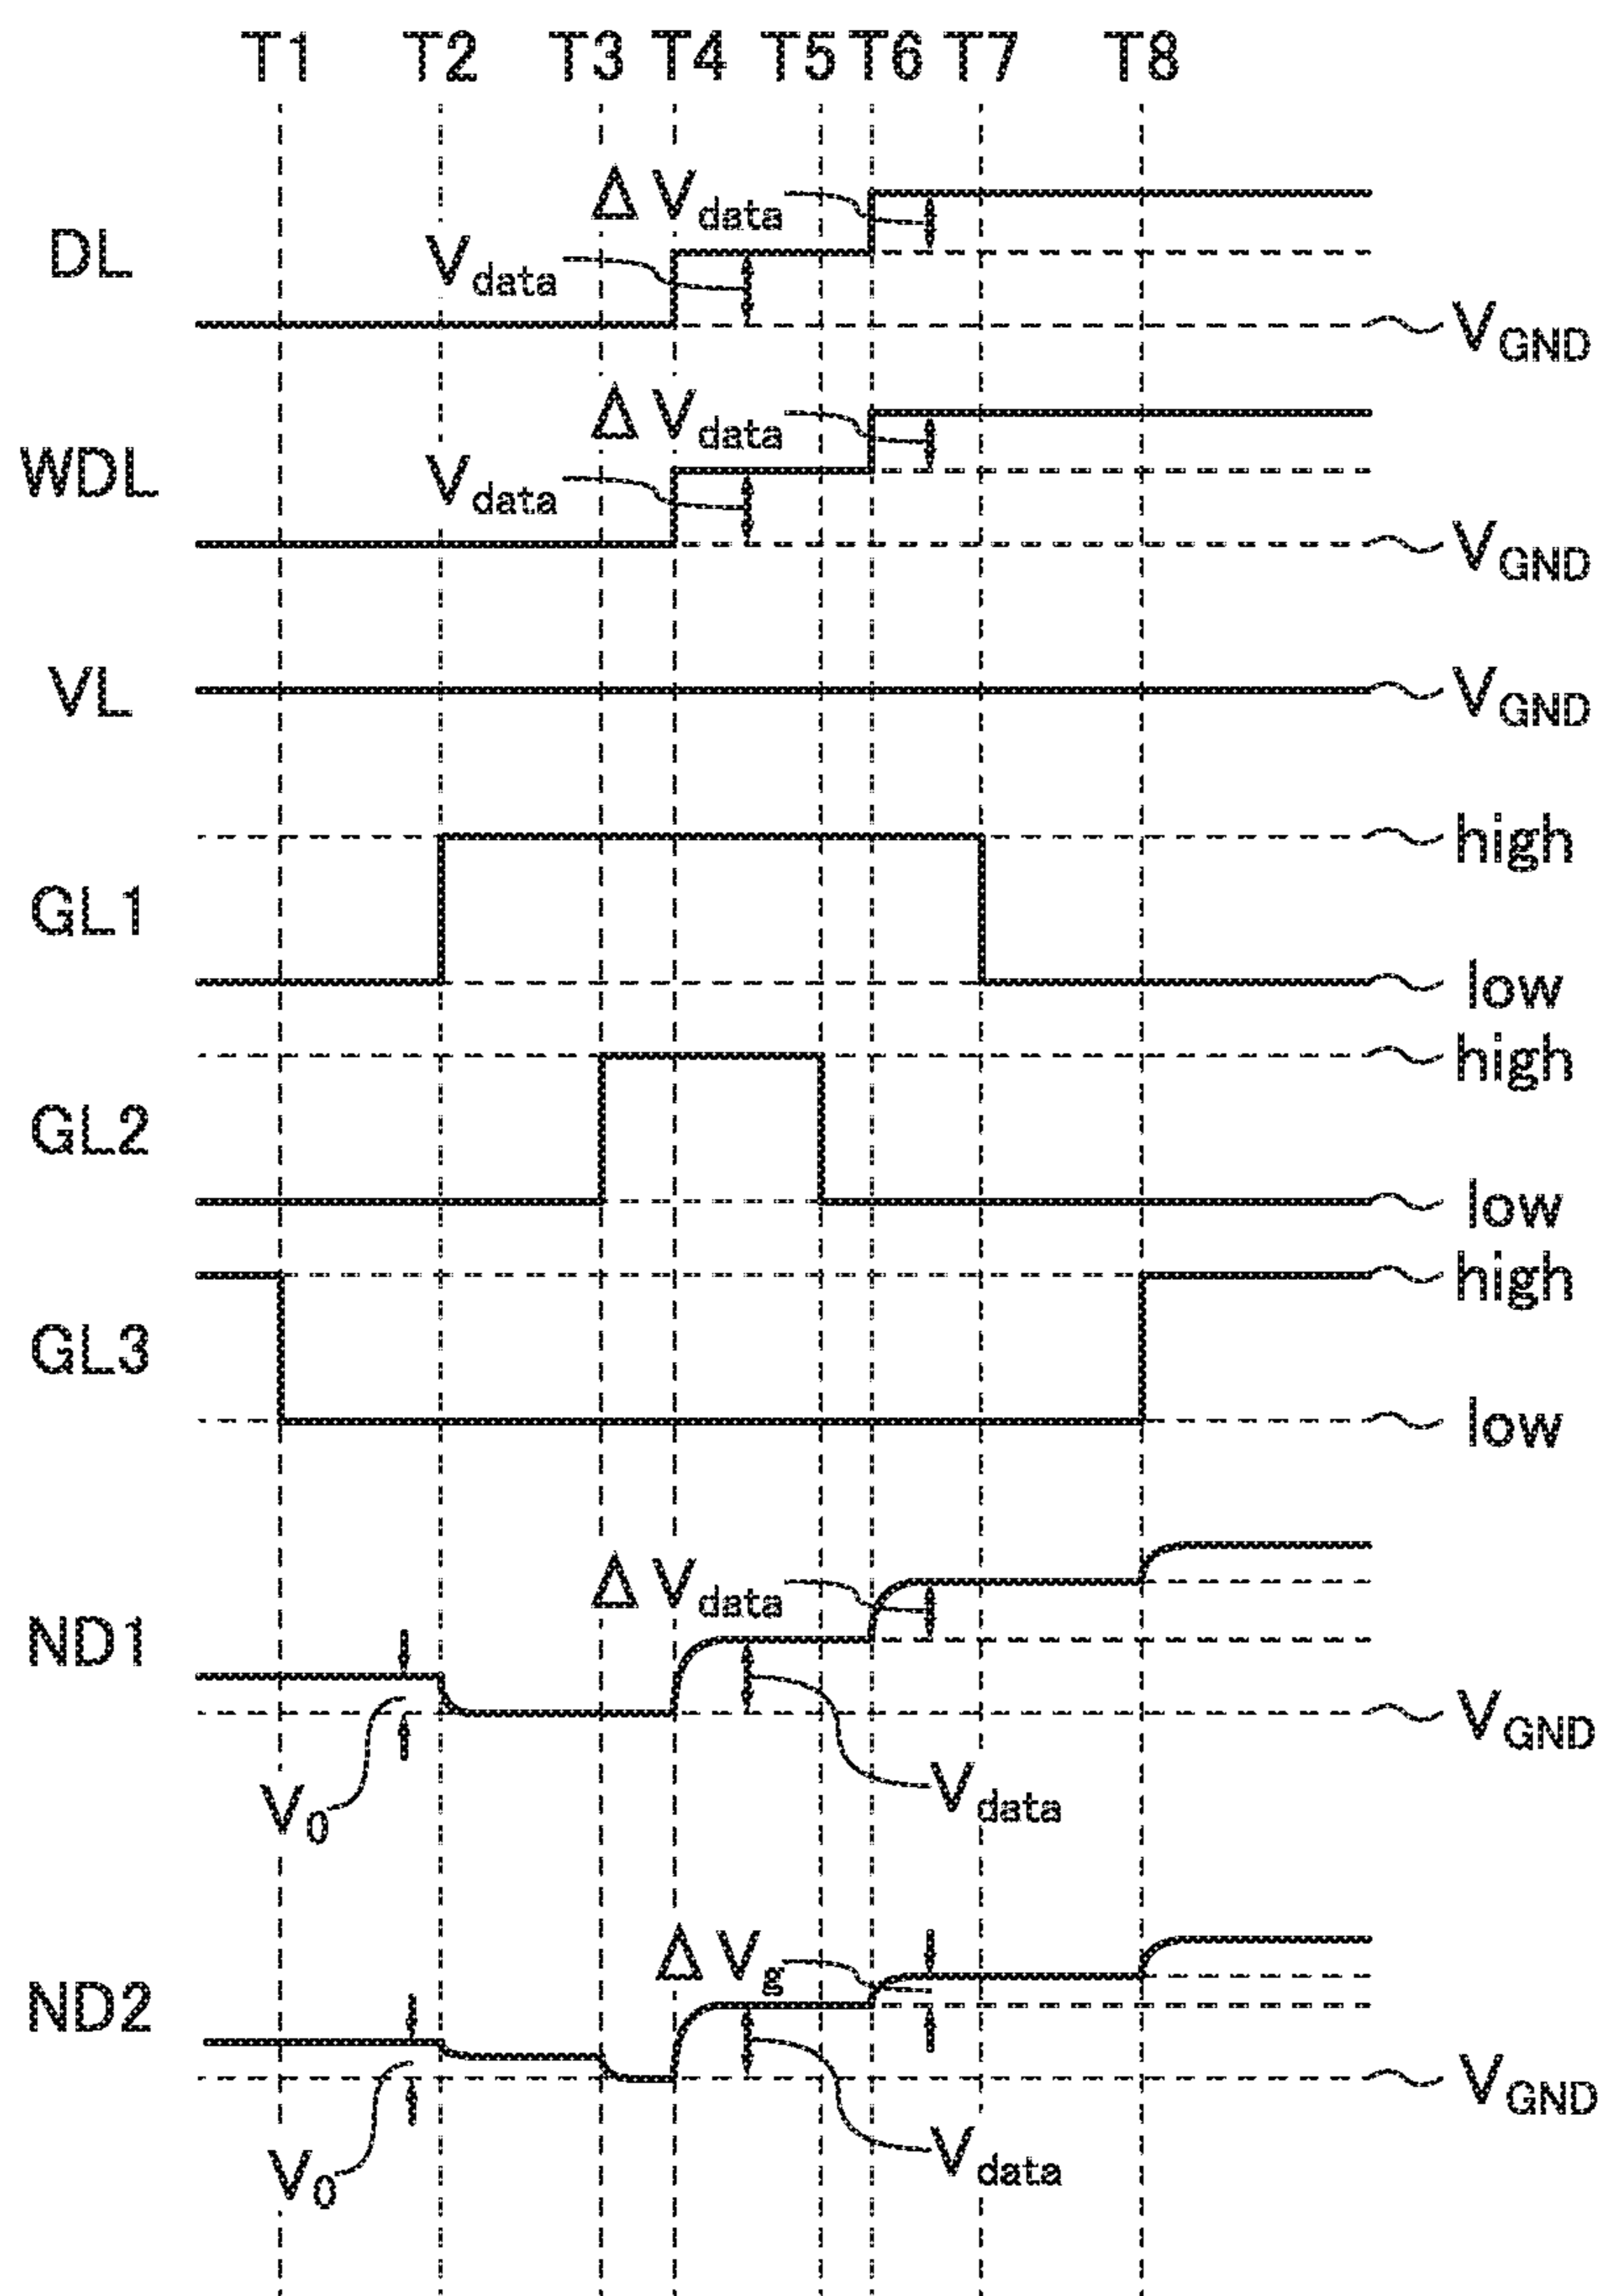 T1 T2 T3 T4 T5 T6 T7 T8
ΔVdata
DL Vdata
VGND
ΔVdata
WDL Vdata
VGND
VL VGND
high
GL1
low
high
GL2
low
high
GL3
low
ΔVdata
ND1
VGND
V0 Vdata
ΔVg
ND2
VGND
V0 Vdata